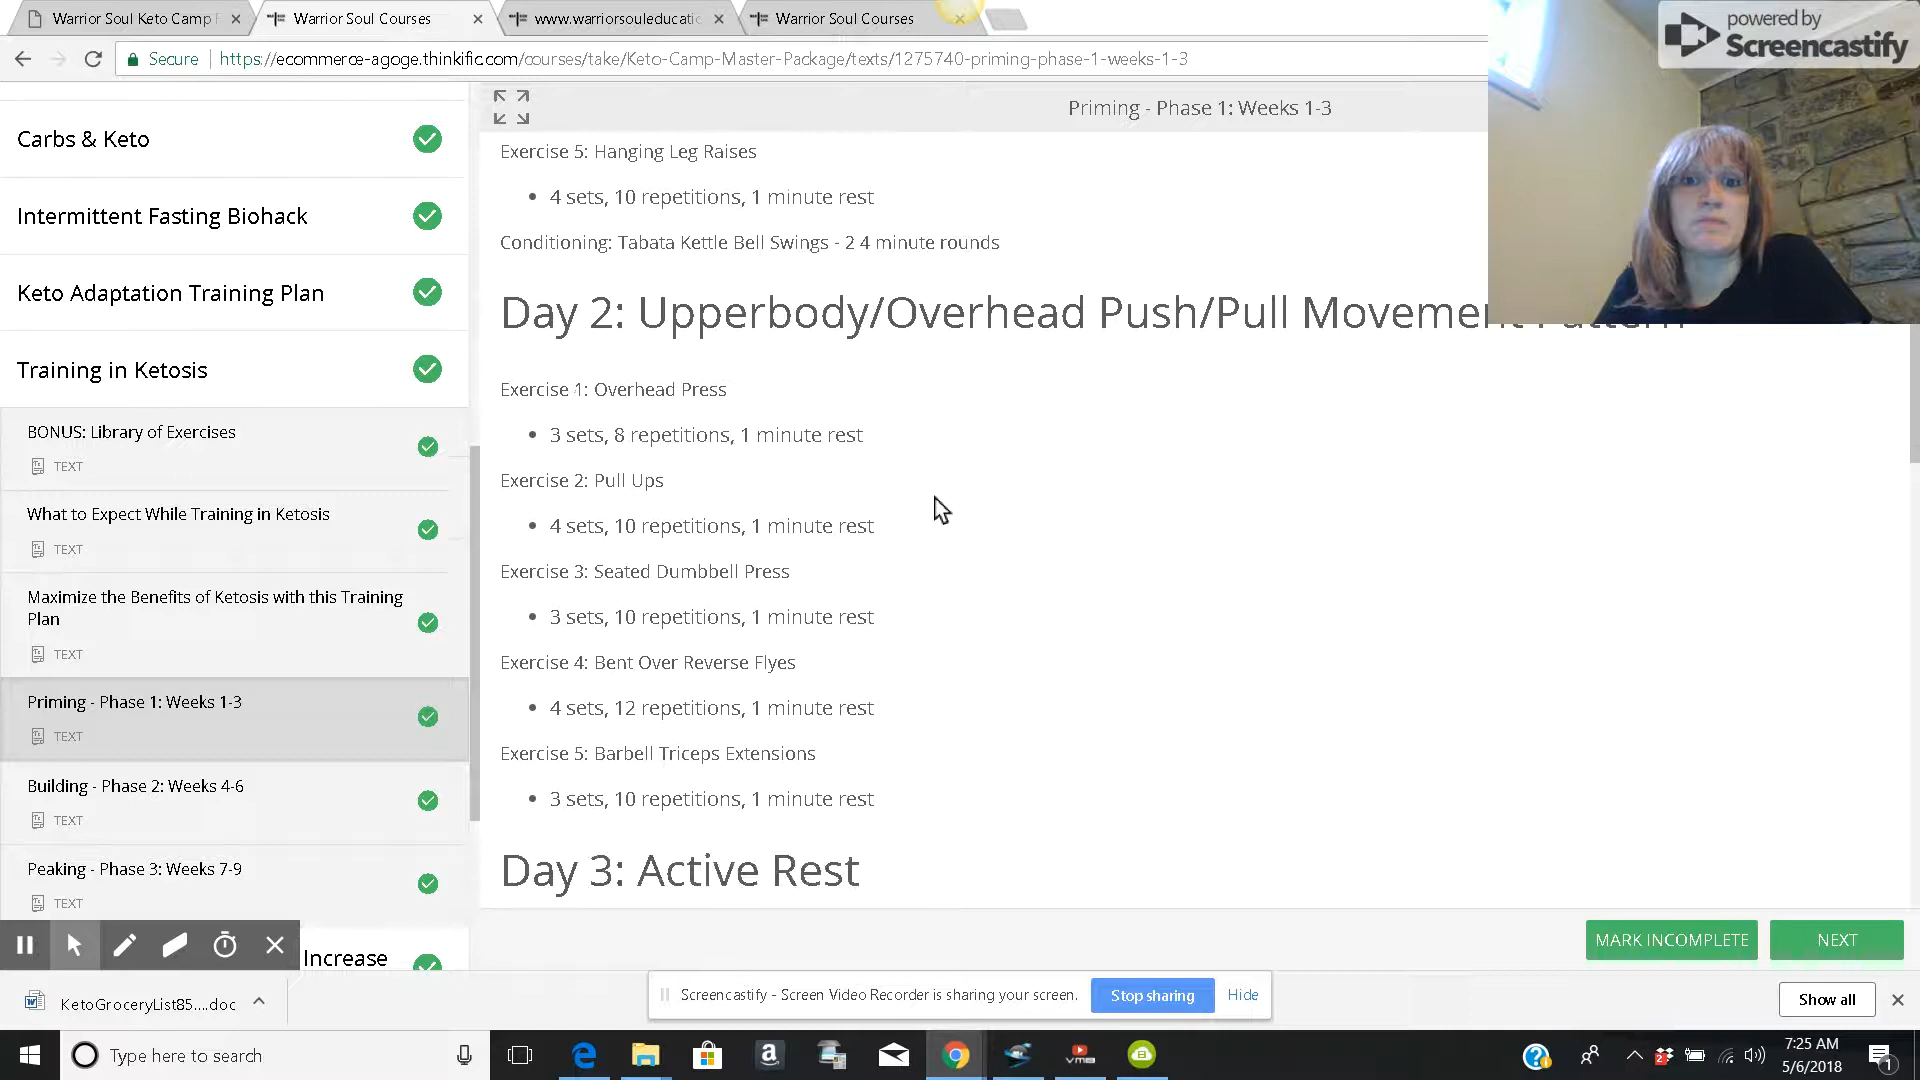 Warrior Soul Keto Camp
Warrior Soul Courses
www.warriorsouleducatic
Warrior Soul Courses
powered by
Screencastify
Secure
https://ecommerce-agoge.thinkific.com/courses/take/Keto-Camp-Master-Package/texts/1275740-priming-phase-1-weeks-1-3
Carbs & Keto
Intermittent Fasting Biohack
Keto Adaptation Training Plan
Training in Ketosis
BONUS: Library of Exercises
TEXT
What to Expect While Training in Ketosis
TEXT
Maximize the Benefits of Ketosis with this Training
Plan
TEXT
Priming - Phase 1: Weeks 1-3
TEXT
Building - Phase 2: Weeks 4-6
TEXT
Peaking - Phase 3: Weeks 7-9
TEXT
Increase
Priming - Phase 1: Weeks 1-3
Exercise 5: Hanging Leg Raises
• 4 sets, 10 repetitions, 1 minute rest
Conditioning: Tabata Kettle Bell Swings - 2 4 minute rounds
Day 2: Upperbody/Overhead Push/Pull Movement Pattern
Exercise 1: Overhead Press
• 3 sets, 8 repetitions, 1 minute rest
Exercise 2: Pull Ups
• 4 sets, 10 repetitions, 1 minute rest
Exercise 3: Seated Dumbbell Press
• 3 sets, 10 repetitions, 1 minute rest
Exercise 4: Bent Over Reverse Flyes
• 4 sets, 12 repetitions, 1 minute rest
Exercise 5: Barbell Triceps Extensions
• 3 sets, 10 repetitions, 1 minute rest
Day 3: Active Rest
MARK INCOMPLETE
NEXT
KetoGroceryList85....doc
Screencastify - Screen Video Recorder is sharing your screen.
Stop sharing
Hide
Show all
Type here to search
7:25 AM
5/6/2018